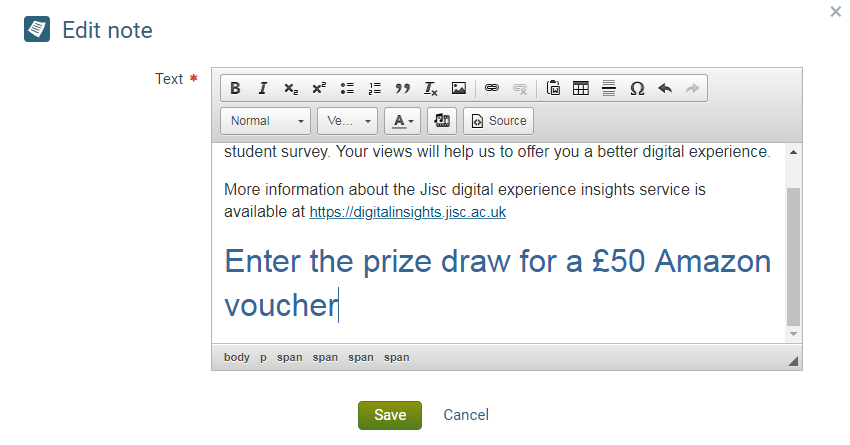 Edit note
Text *
Normal
Ve...
A
Source
student survey. Your views will help us to offer you a better digital experience.
More information about the Jisc digital experience insights service is
available at https://digitalinsights.jisc.ac.uk
Enter the prize draw for a £50 Amazon
voucher
body p span span span span
Save Cancel